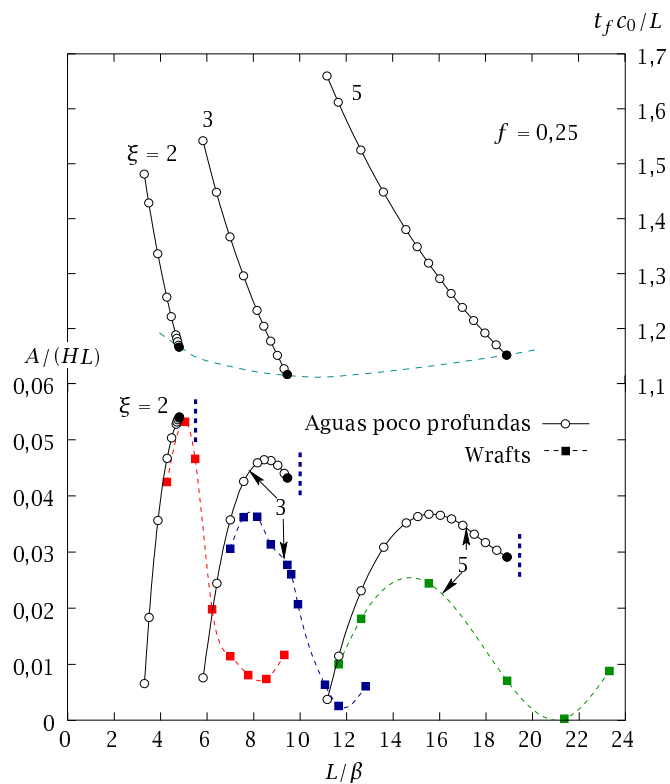 t_f c_0/L
1,7
5
1,6
3
f = 0,25
ξ = 2
1,5
1,4
1,3
1,2
A/(HL)
0,06
1,1
ξ = 2
Aguas poco profundas
0,05
Wrafts
0,04
3
0,03
5
0,02
0,01
0
0 2 4 6 8 10 12 14 16 18 20 22 24
L/β